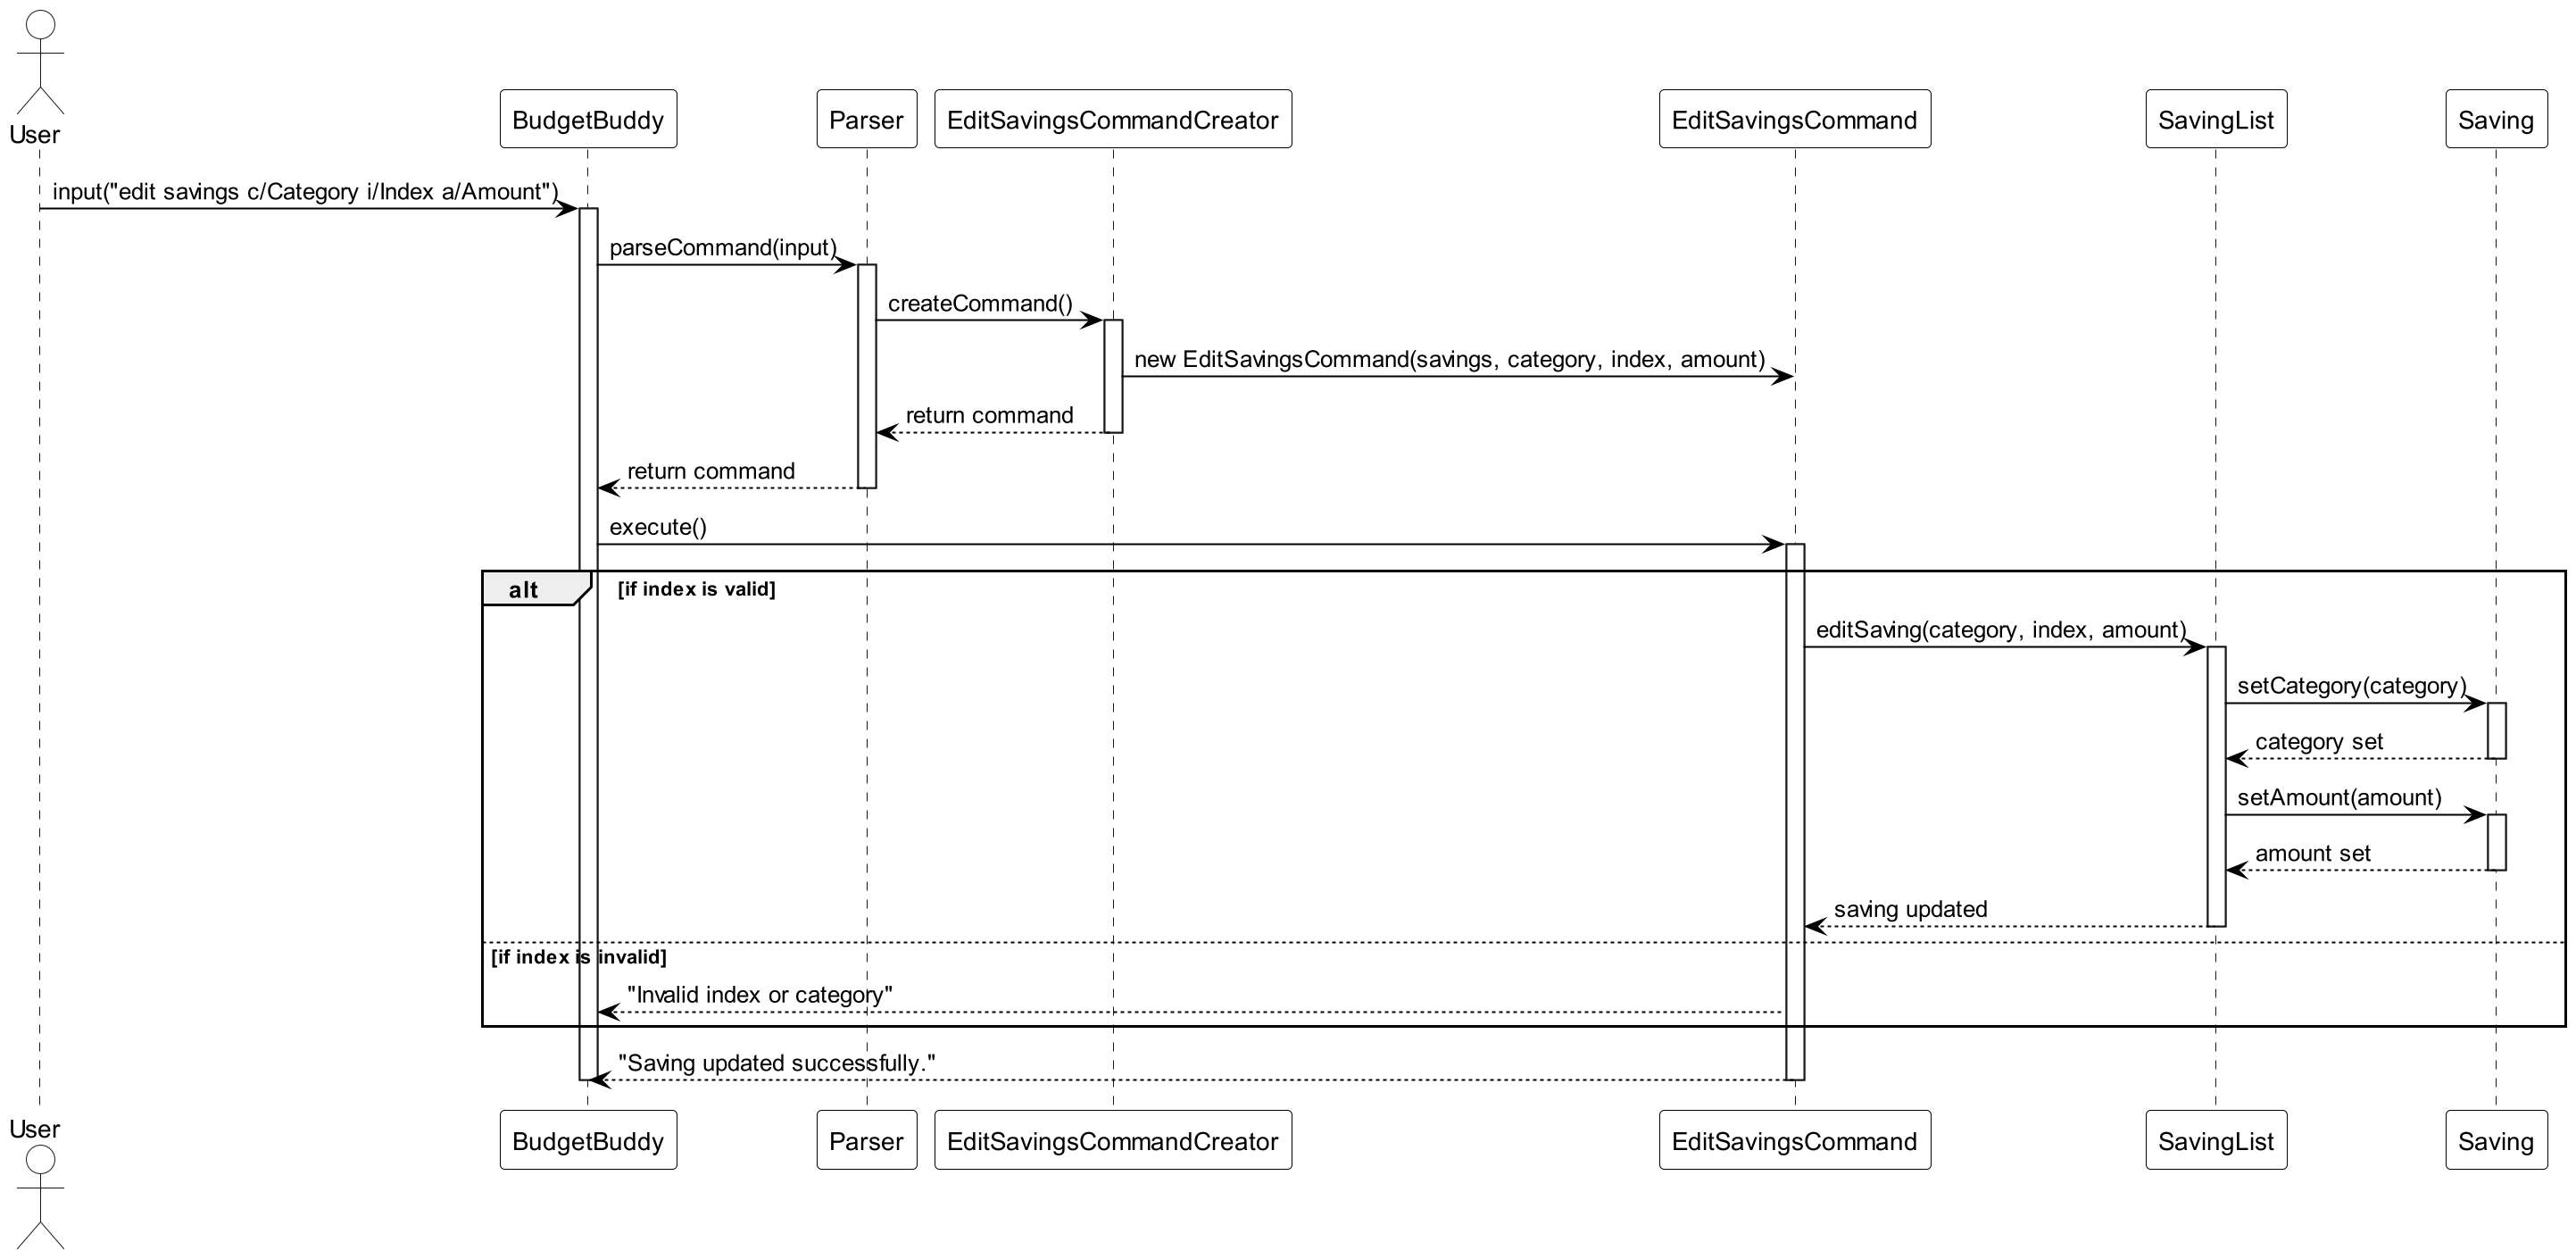 User
BudgetBuddy
Parser
EditSavingsCommandCreator
EditSavingsCommand
SavingList
Saving
input("edit savings c/Category i/Index a/Amount")
parseCommand(input)
createCommand()
new EditSavingsCommand(savings, category, index, amount)
return command
return command
execute()
alt
[if index is valid]
editSaving(category, index, amount)
setCategory(category)
category set
setAmount(amount)
amount set
saving updated
[if index is invalid]
"Invalid index or category"
"Saving updated successfully."
User
BudgetBuddy
Parser
EditSavingsCommandCreator
EditSavingsCommand
SavingList
Saving